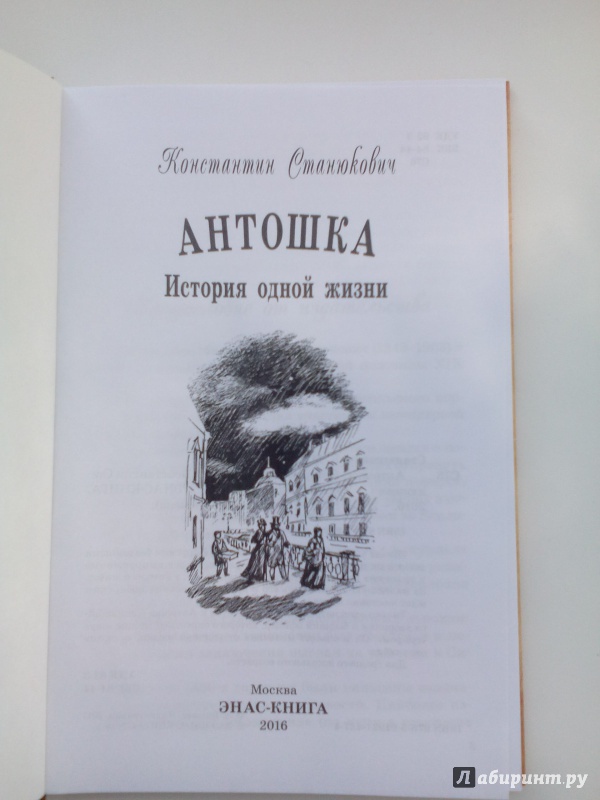 Константин Станюкович
АНТОШКА
История одной жизни
Москва
ЭНАС-КНИГА
2016
Лабиринт.ру